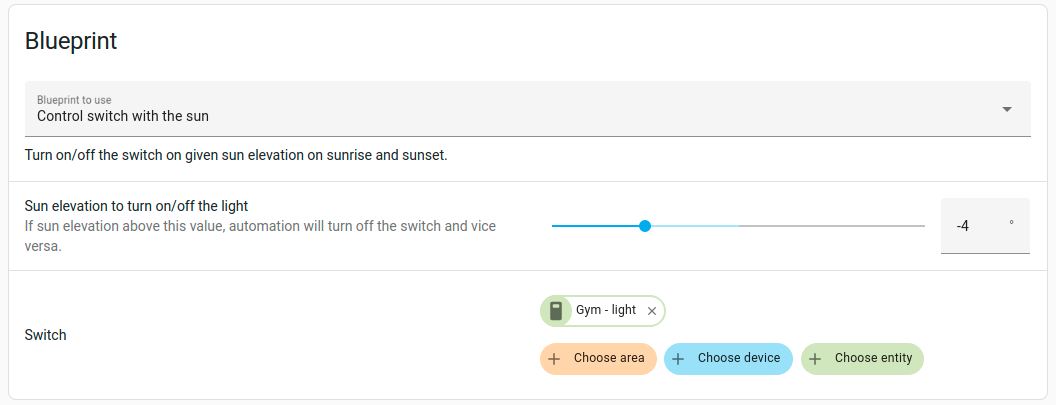 Blueprint
Blueprint to use
Control switch with the sun
Turn on/off the switch on given sun elevation on sunrise and sunset.
Sun elevation to turn on/off the light
If sun elevation above this value, automation will turn off the switch and vice
versa.
-4 °
Switch
Gym - light
Choose area
Choose device
Choose entity